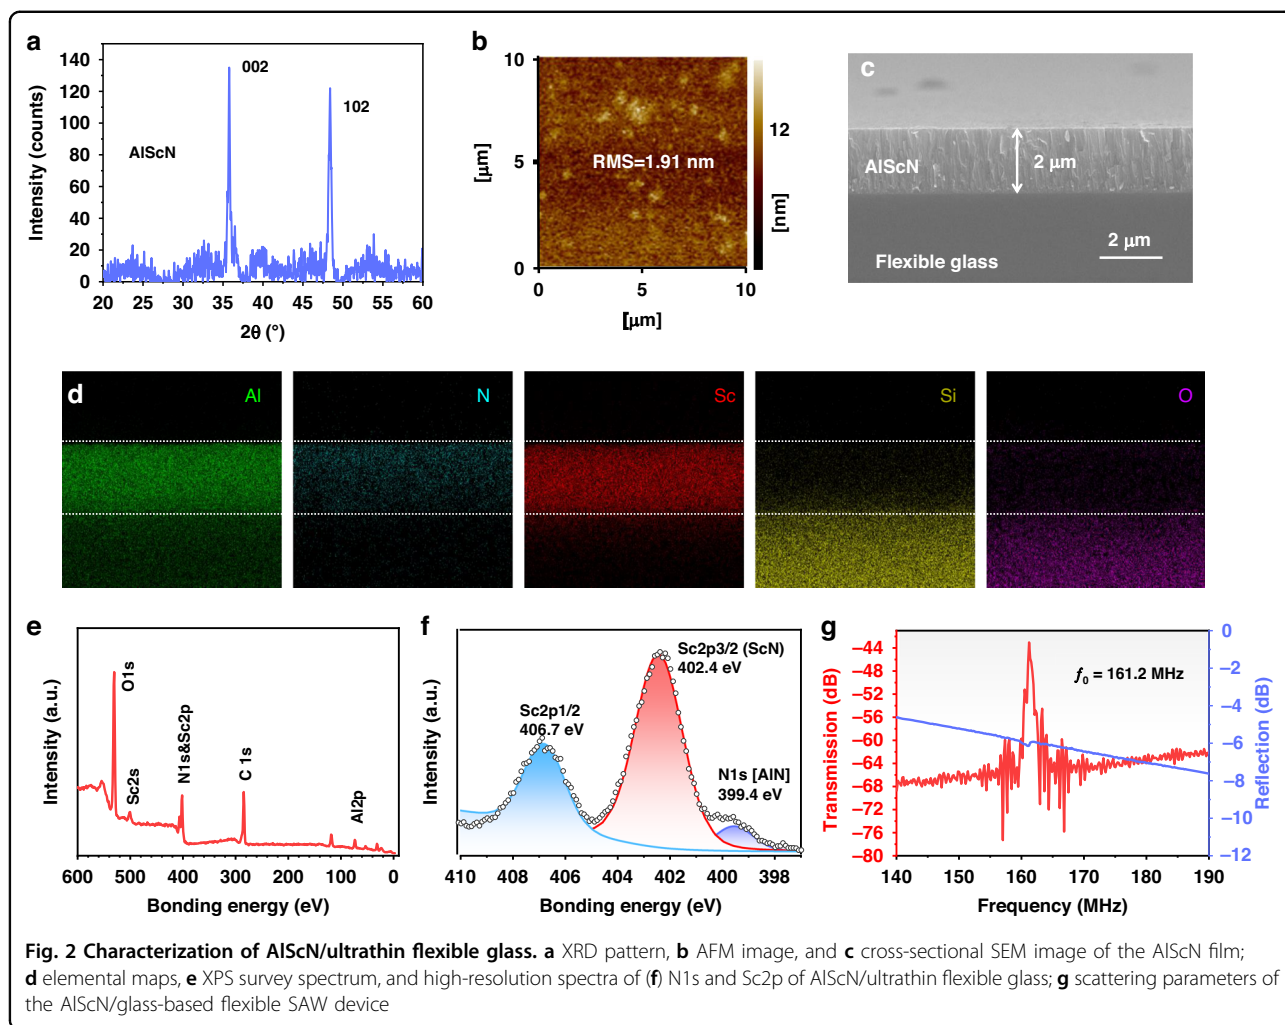 a
140
120
100
80
60
40
20
0
Intensity (counts)
002
102
AlScN
20 25 30 35 40 45 50 55 60
2θ (°)
b
10
5
0
[μm]
RMS=1.91 nm
0 5 10
[μm]
12
[nm]
c
AlScN
2 μm
2 μm
Flexible glass
d
Al
N
Sc
Si
O
e
Intensity (a.u.)
O1s
Sc2s
N1s&Sc2p
C 1s
Al2p
600 500 400 300 200 100 0
Bonding energy (eV)
f
Intensity (a.u.)
Sc2p3/2 (ScN)
402.4 eV
Sc2p1/2
406.7 eV
N1s [AlN]
399.4 eV
410 408 406 404 402 400 398
Bonding energy (eV)
g
Transmission (dB)
−44
−48
−52
−56
−60
−64
−68
−72
−76
−80
f0 = 161.2 MHz
0
−2
−4
−6
−8
−10
−12
Reflection (dB)
140 150 160 170 180 190
Frequency (MHz)
Fig. 2 Characterization of AlScN/ultrathin flexible glass. a XRD pattern, b AFM image, and c cross-sectional SEM image of the AlScN film;
d elemental maps, e XPS survey spectrum, and high-resolution spectra of (f) N1s and Sc2p of AlScN/ultrathin flexible glass; g scattering parameters of
the AlScN/glass-based flexible SAW device